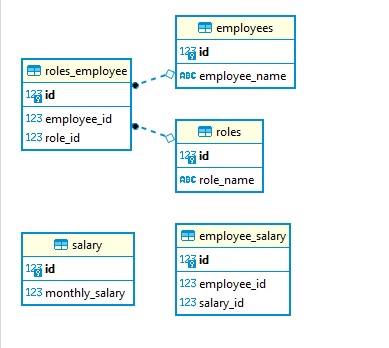 employees
123 id
ABC employee_name
roles_employee
123 id
123 employee_id
123 role_id
roles
123 id
ABC role_name
salary
123 id
123 monthly_salary
employee_salary
123 id
123 employee_id
123 salary_id